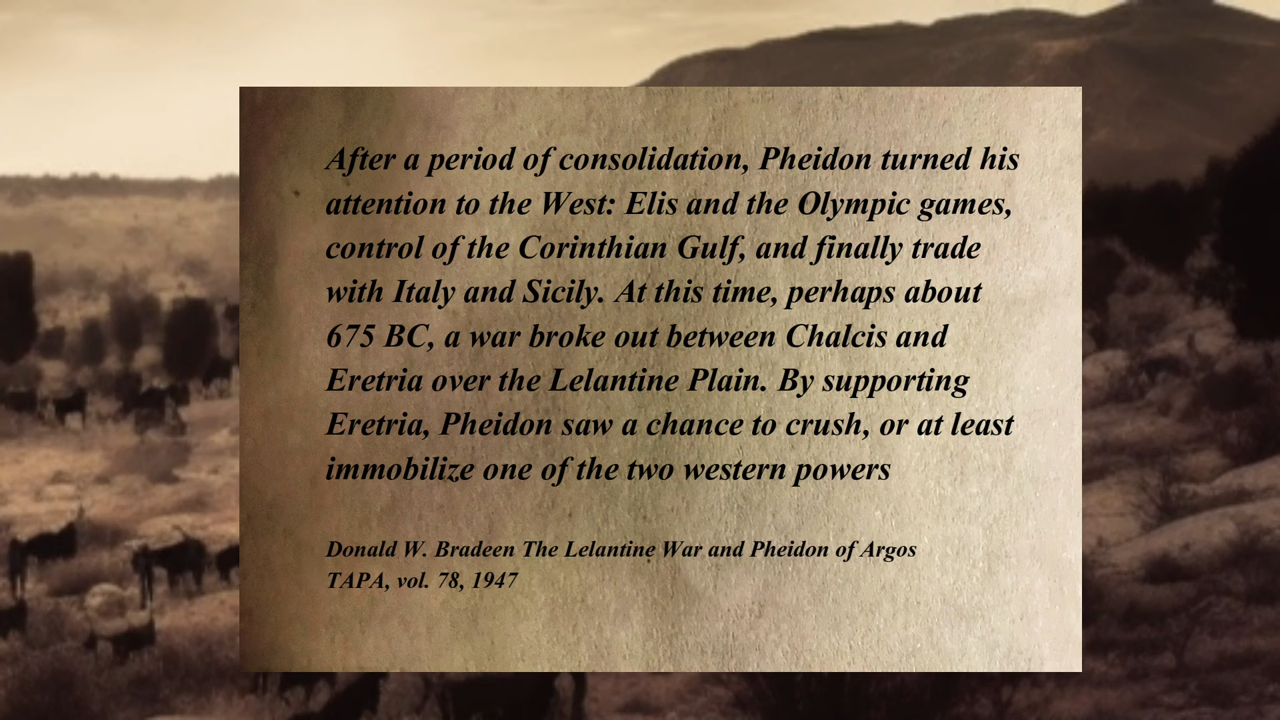 After a period of consolidation, Pheidon turned his
attention to the West: Elis and the Olympic games,
control of the Corinthian Gulf, and finally trade
with Italy and Sicily. At this time, perhaps about
675 BC, a war broke out between Chalcis and
Eretria over the Lelantine Plain. By supporting
Eretria, Pheidon saw a chance to crush, or at least
immobilize one of the two western powers
Donald W. Bradeen The Lelantine War and Pheidon of Argos
TAPA, vol. 78, 1947